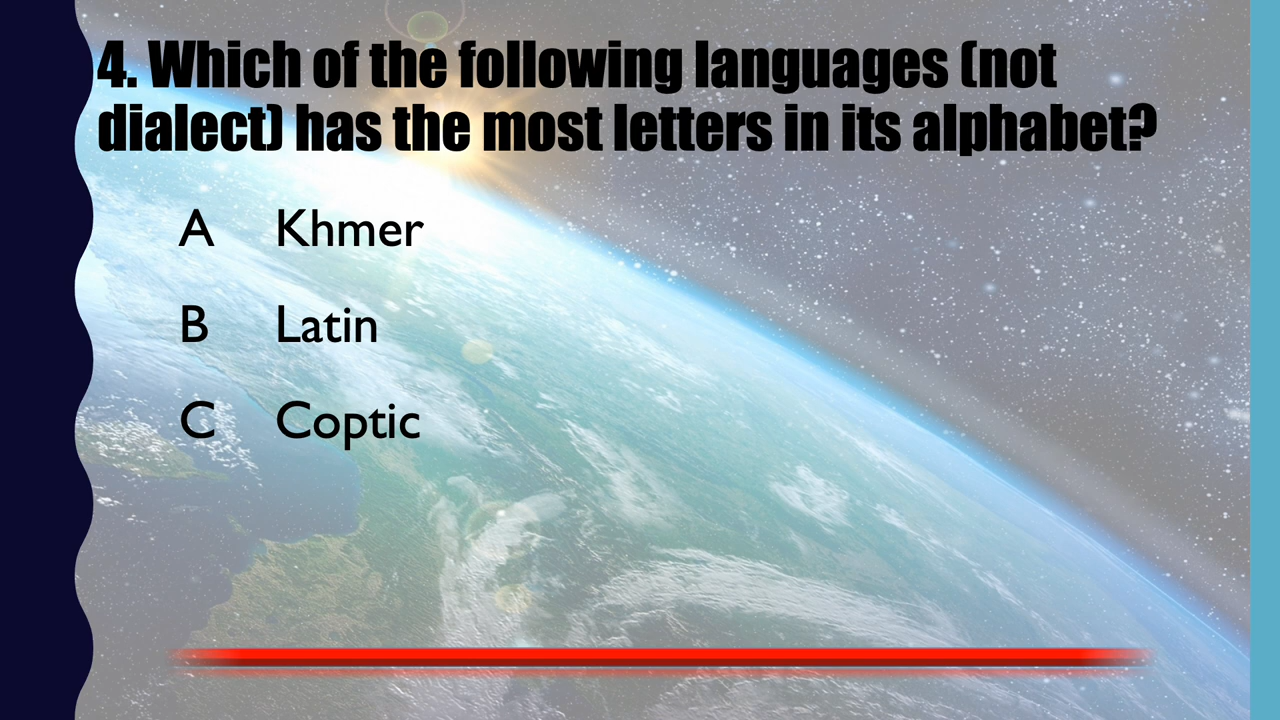 4. Which of the following languages (not
dialect) has the most letters in its alphabet?
A Khmer
B Latin
C Coptic